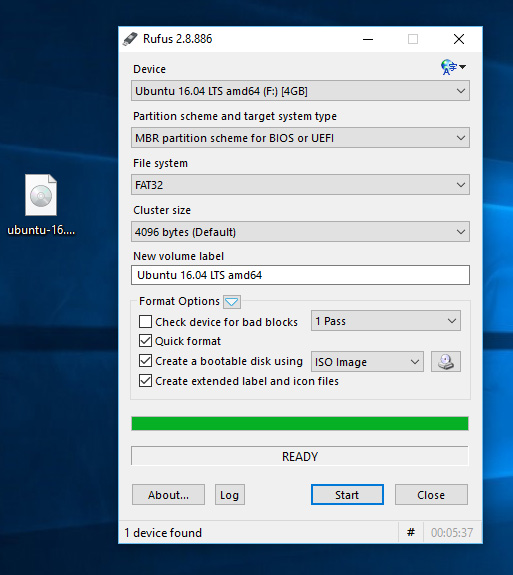 Rufus 2.8.886
Device
Ubuntu 16.04 LTS amd64 (F:) [4GB]
Partition scheme and target system type
MBR partition scheme for BIOS or UEFI
File system
FAT32
Cluster size
4096 bytes (Default)
New volume label
Ubuntu 16.04 LTS amd64
Format Options
Check device for bad blocks 1 Pass
Quick format
Create a bootable disk using ISO Image
Create extended label and icon files
READY
About... Log Start Close
1 device found # 00:05:37
ubuntu-16....